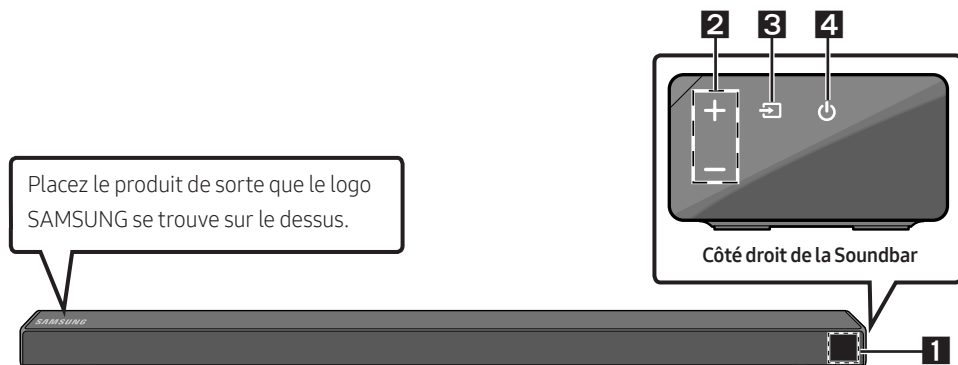 2 3 4
+
−
Placez le produit de sorte que le logo
SAMSUNG se trouve sur le dessus.
Côté droit de la Soundbar
SAMSUNG
1